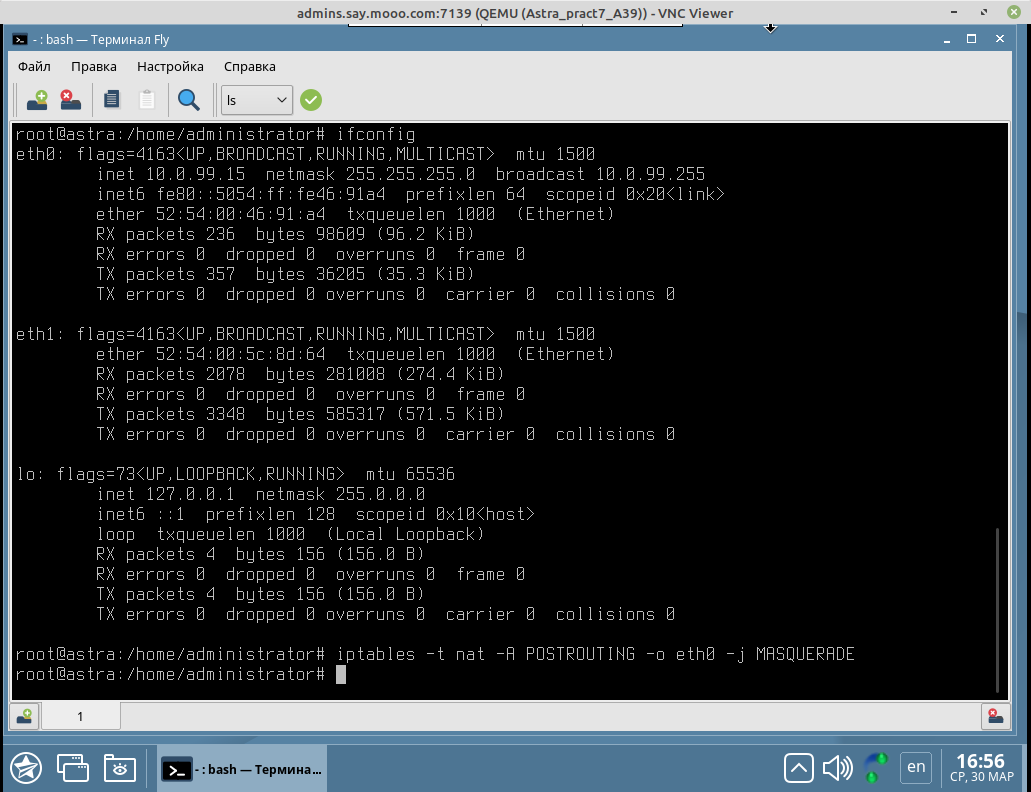 admins.say.mooo.com:7139 (QEMU (Astra_pract7_A39)) - VNC Viewer
- : bash — Терминал Fly
Файл Правка Настройка Справка
ls
root@astra:/home/administrator# ifconfig
eth0: flags=4163<UP,BROADCAST,RUNNING,MULTICAST>  mtu 1500
        inet 10.0.99.15  netmask 255.255.255.0  broadcast 10.0.99.255
        inet6 fe80::5054:ff:fe46:91a4  prefixlen 64  scopeid 0x20<link>
        ether 52:54:00:46:91:a4  txqueuelen 1000  (Ethernet)
        RX packets 236  bytes 98609 (96.2 KiB)
        RX errors 0  dropped 0  overruns 0  frame 0
        TX packets 357  bytes 36205 (35.3 KiB)
        TX errors 0  dropped 0 overruns 0  carrier 0  collisions 0
eth1: flags=4163<UP,BROADCAST,RUNNING,MULTICAST>  mtu 1500
        ether 52:54:00:5c:8d:64  txqueuelen 1000  (Ethernet)
        RX packets 2078  bytes 281008 (274.4 KiB)
        RX errors 0  dropped 0  overruns 0  frame 0
        TX packets 3348  bytes 585317 (571.5 KiB)
        TX errors 0  dropped 0 overruns 0  carrier 0  collisions 0
lo: flags=73<UP,LOOPBACK,RUNNING>  mtu 65536
        inet 127.0.0.1  netmask 255.0.0.0
        inet6 ::1  prefixlen 128  scopeid 0x10<host>
        loop  txqueuelen 1000  (Local Loopback)
        RX packets 4  bytes 156 (156.0 B)
        RX errors 0  dropped 0  overruns 0  frame 0
        TX packets 4  bytes 156 (156.0 B)
        TX errors 0  dropped 0 overruns 0  carrier 0  collisions 0
root@astra:/home/administrator# iptables -t nat -A POSTROUTING -o eth0 -j MASQUERADE
root@astra:/home/administrator#
1
- : bash — Термина...
en
16:56
СР, 30 МАР